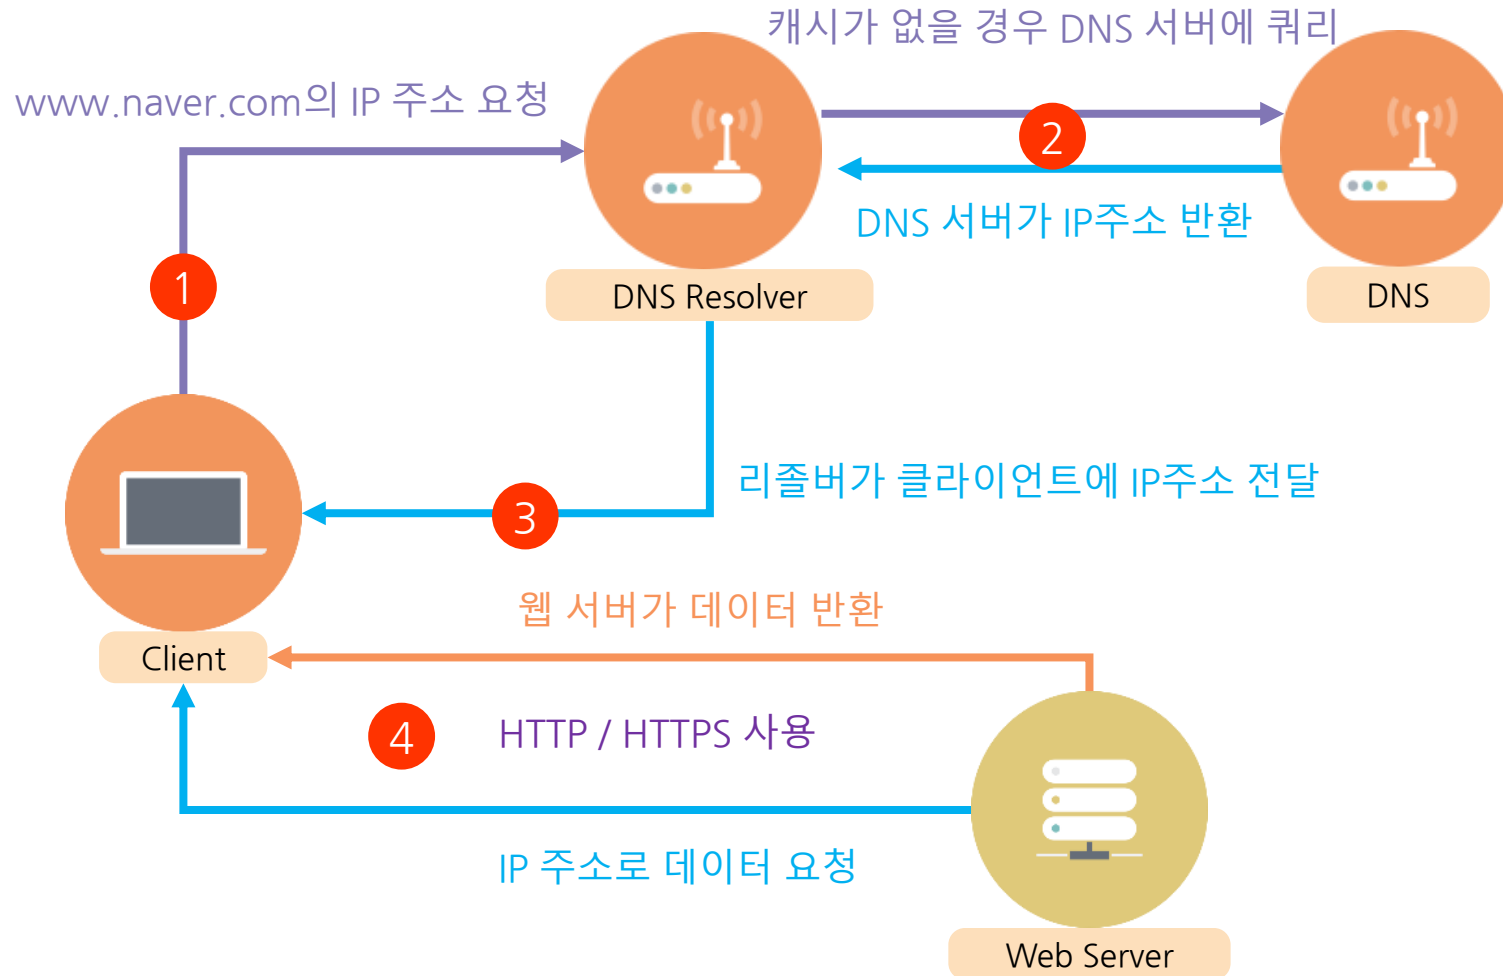 캐시가 없을 경우 DNS 서버에 쿼리
www.naver.com의 IP 주소 요청
2
DNS 서버가 IP주소 반환
1
DNS Resolver
DNS
리졸버가 클라이언트에 IP주소 전달
3
웹 서버가 데이터 반환
Client
4
HTTP / HTTPS 사용
IP 주소로 데이터 요청
Web Server